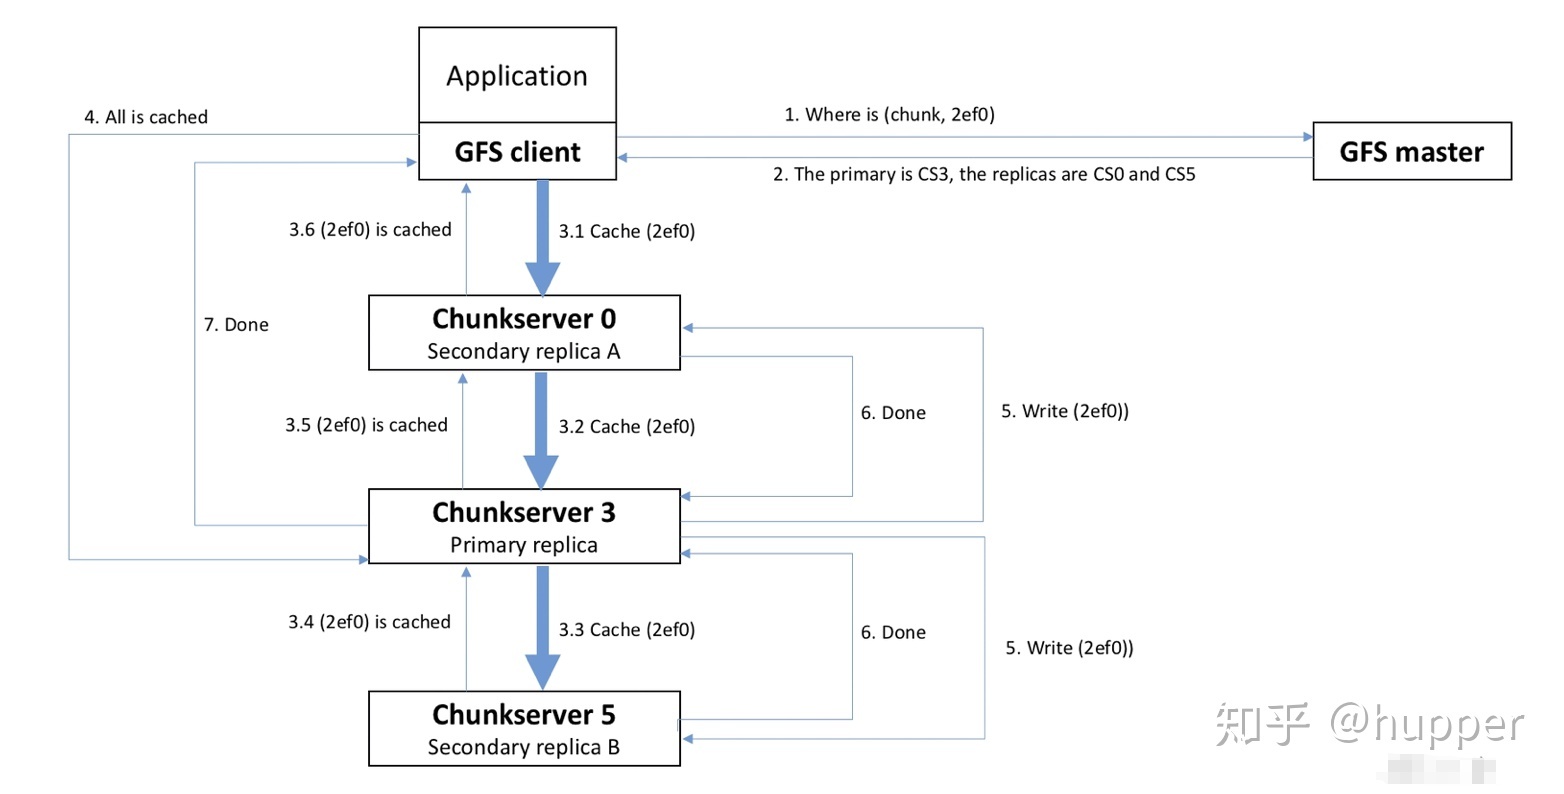 Application
4. All is cached
1. Where is (chunk, 2ef0)
GFS client
GFS master
2. The primary is CS3, the replicas are CS0 and CS5
3.6 (2ef0) is cached
3.1 Cache (2ef0)
Chunkserver 0
Secondary replica A
7. Done
3.5 (2ef0) is cached
3.2 Cache (2ef0)
6. Done
5. Write (2ef0))
Chunkserver 3
Primary replica
3.4 (2ef0) is cached
3.3 Cache (2ef0)
6. Done
5. Write (2ef0))
Chunkserver 5
Secondary replica B
知乎 @hupper